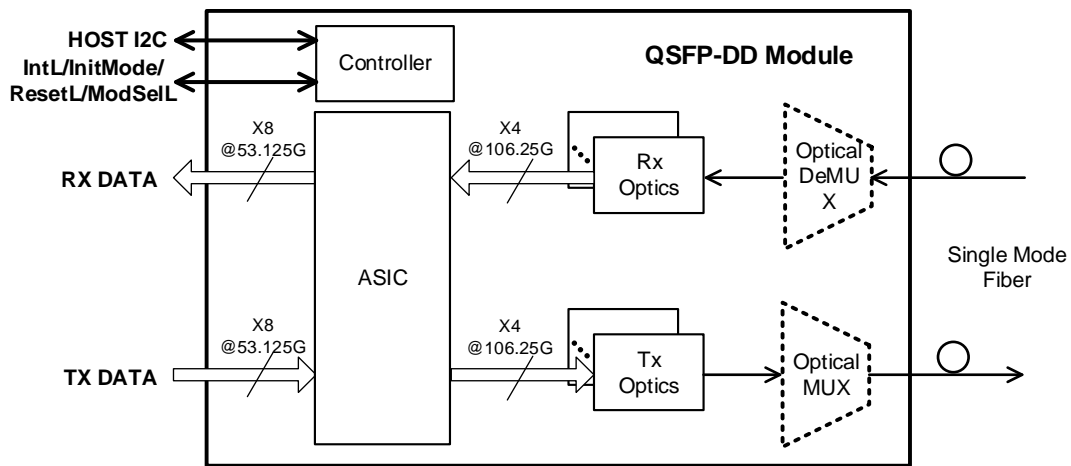 HOST I2C
IntL/InitMode/
ResetL/ModSelL
Controller
QSFP-DD Module
X8
@53.125G
X4
@106.25G
RX DATA
Rx
Optics
Optical
DeMU
X
ASIC
Single Mode
Fiber
X8
@53.125G
X4
@106.25G
TX DATA
Tx
Optics
Optical
MUX